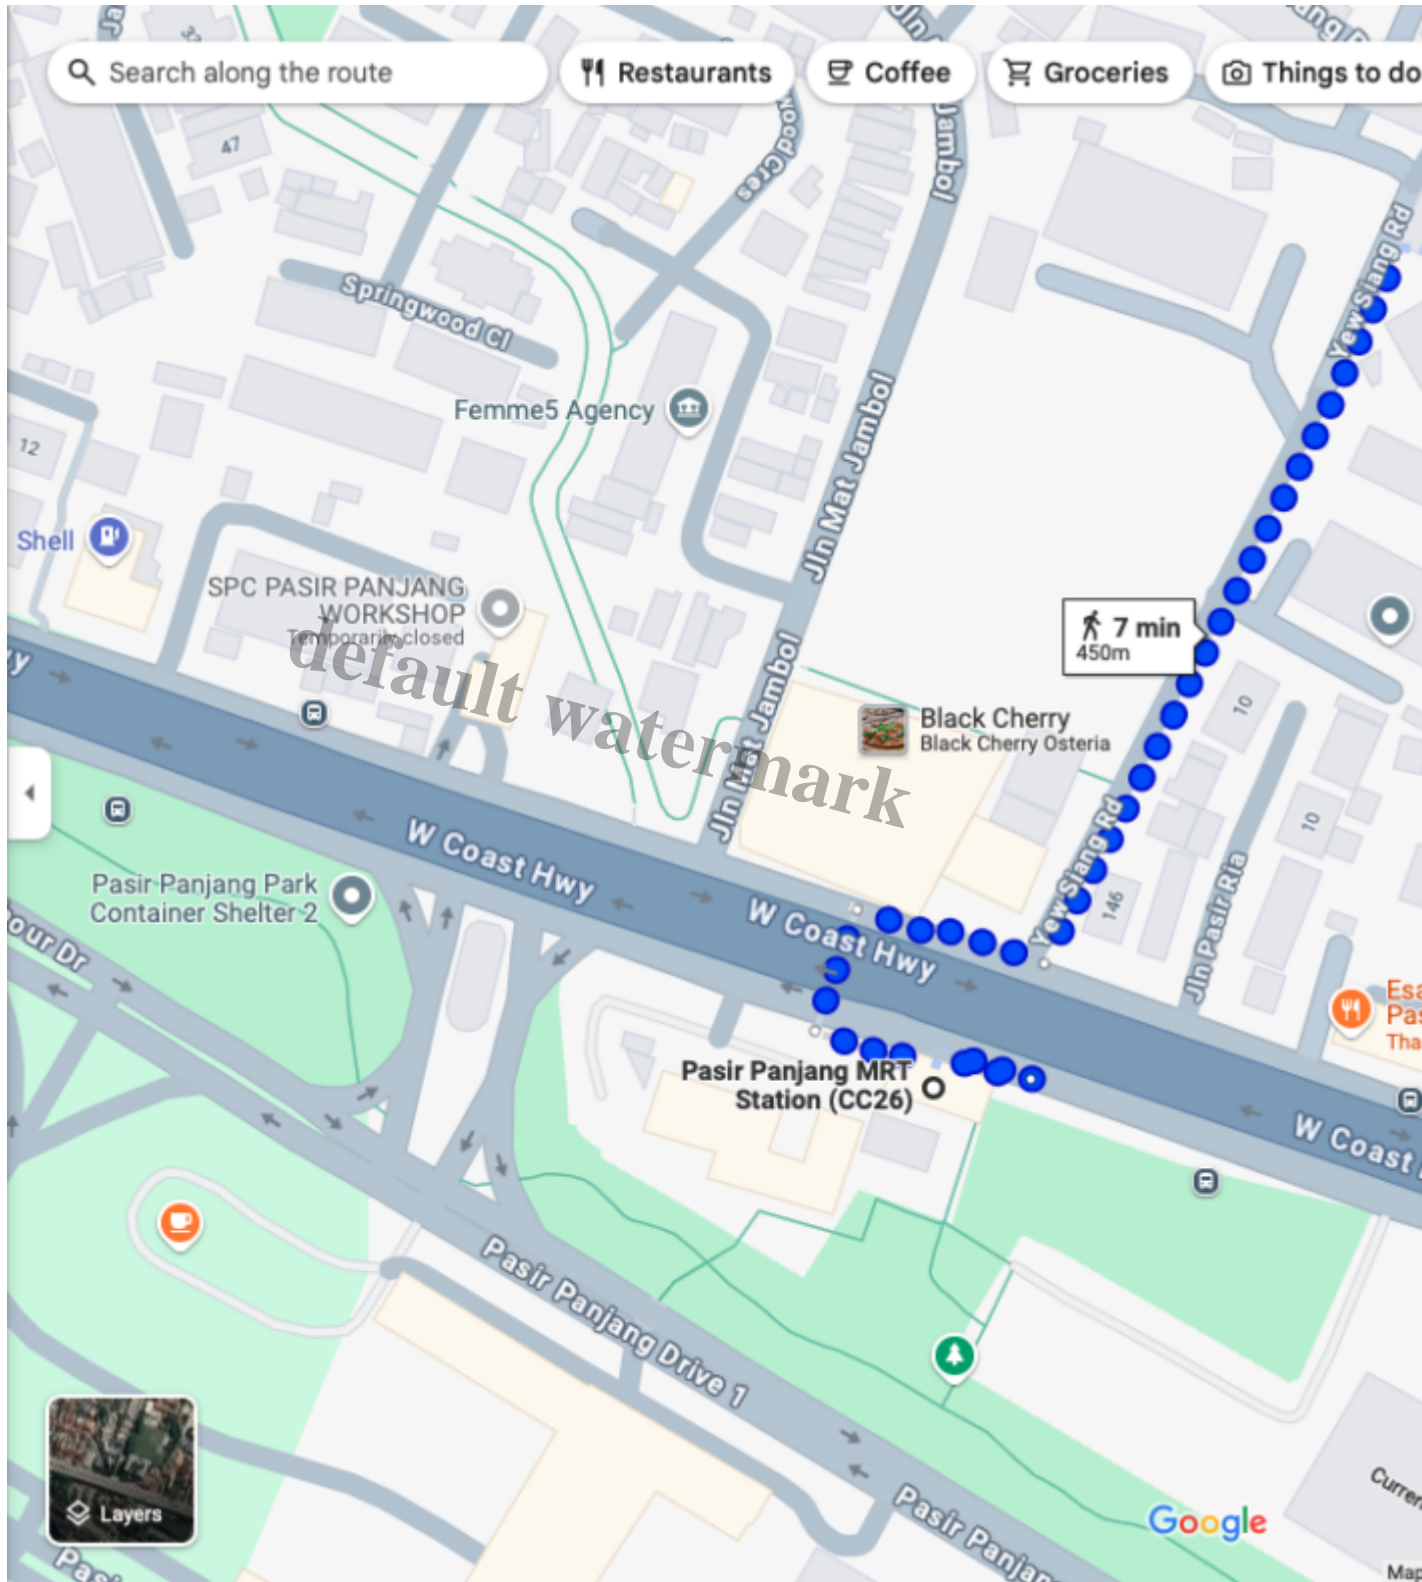 Search along the route
Restaurants
Coffee
Groceries
Things to do
47
Springwood Cl
Jln Mat Jambol
Yew Siang Rd
Femme5 Agency
12
Shell
SPC PASIR PANJANG
WORKSHOP
Temporarily closed
default watermark
7 min
450m
Jln Mat Jambol
Black Cherry
Black Cherry Osteria
10
10
W Coast Hwy
Yew Siang Rd
146
Jln Pasir Ria
Pasir Panjang Park
Container Shelter 2
W Coast Hwy
Pasir Panjang MRT
Station (CC26)
W Coast
Pasir Panjang Drive 1
Layers
Google